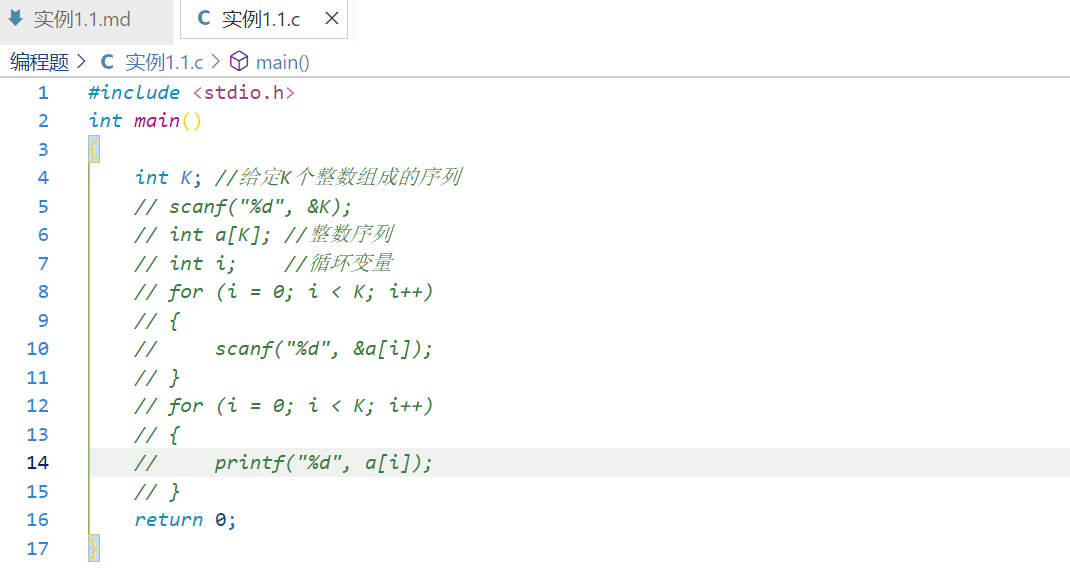 实例1.1.md C 实例1.1.c ×
编程题 > C 实例1.1.c > main()
1 #include <stdio.h>
2 int main()
3 {
4 int K; //给定K个整数组成的序列
5 // scanf("%d", &K);
6 // int a[K]; //整数序列
7 // int i;    //循环变量
8 // for (i = 0; i < K; i++)
9 // {
10 //     scanf("%d", &a[i]);
11 // }
12 // for (i = 0; i < K; i++)
13 // {
14 //     printf("%d", a[i]);
15 // }
16 return 0;
17 }